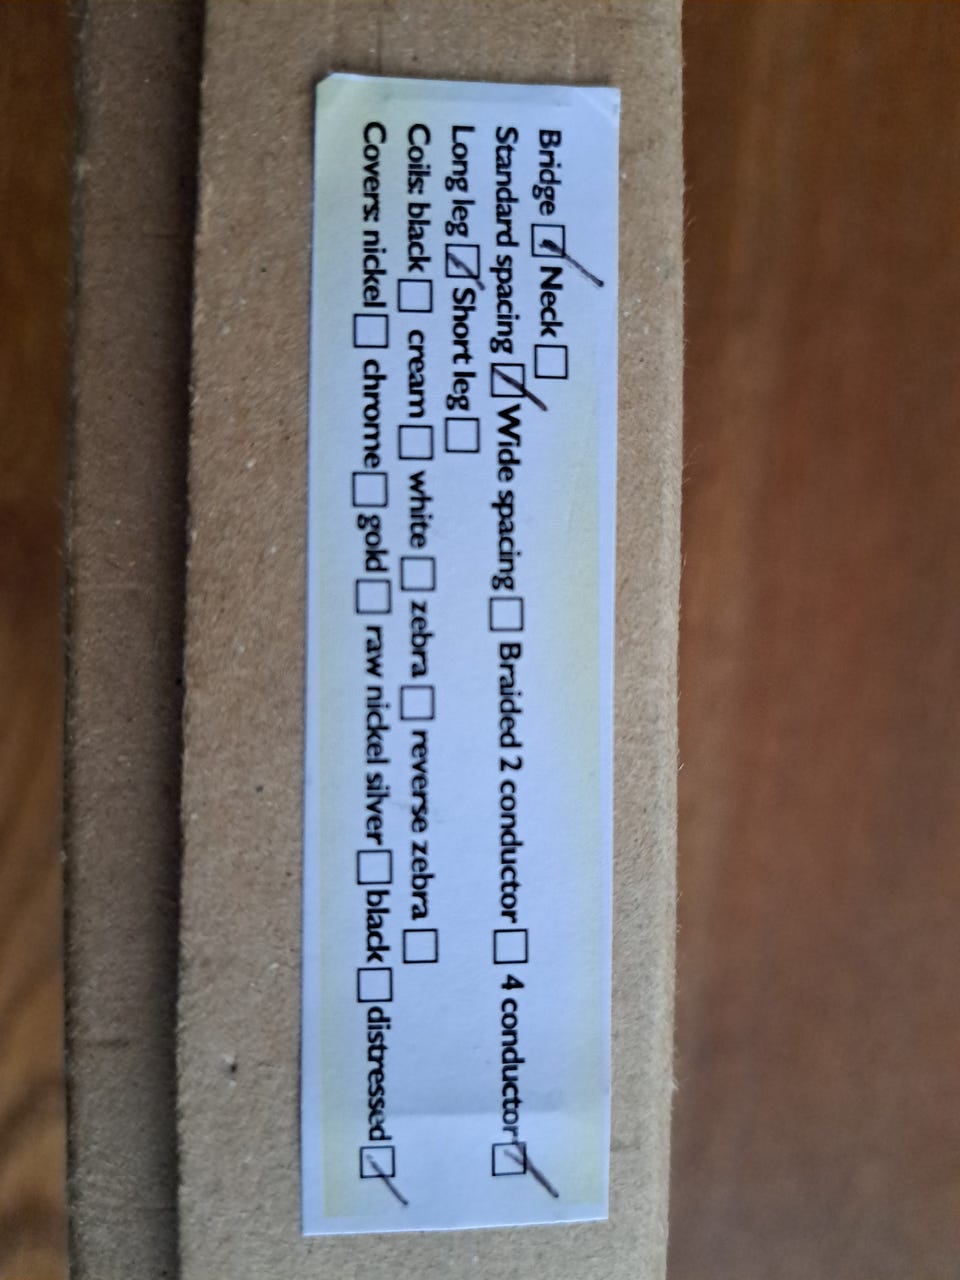 Bridge ☑ Neck ☐
Standard spacing ☑ Wide spacing ☐ Braided 2 conductor ☐ 4 conductor ☑
Long leg ☑ Short leg ☐
Coils: black ☐ cream ☐ white ☐ zebra ☐ reverse zebra ☐
Covers: nickel ☐ chrome ☐ gold ☐ raw nickel silver ☐ black ☐ distressed ☑